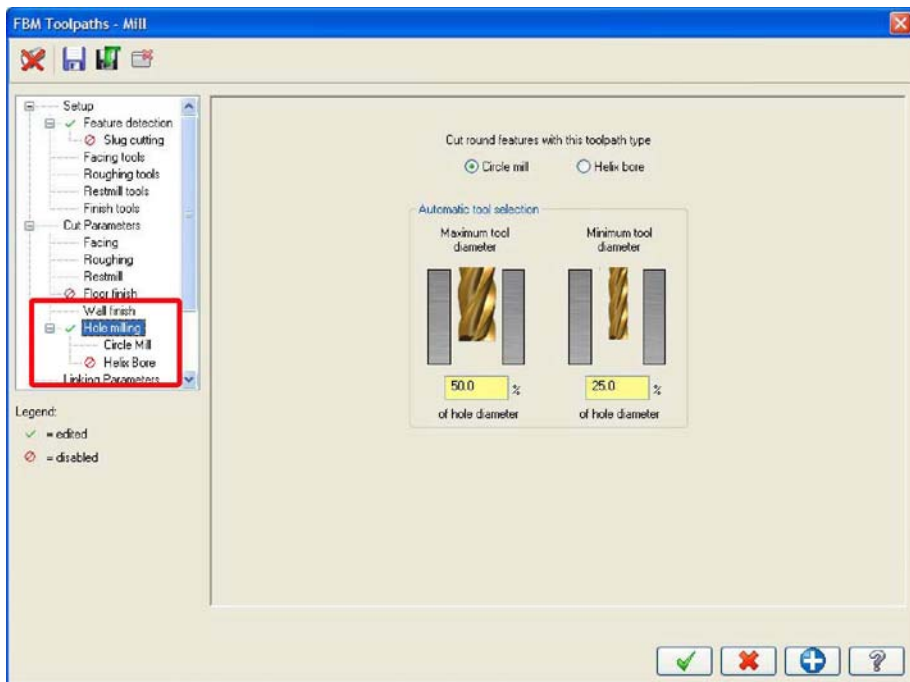 FBM Toolpaths - Mill
Setup
Feature detection
Slug cutting
Facing tools
Roughing tools
Restmill tools
Finish tools
Cut Parameters
Facing
Roughing
Restmill
Floor finish
Wall finish
Hole milling
Circle Mill
Helix Bore
Linking Parameters
Legend:
= edited
= disabled
Cut round features with this toolpath type
Circle mill
Helix bore
Automatic tool selection
Maximum tool
diameter
50.0 %
of hole diameter
Minimum tool
diameter
25.0 %
of hole diameter